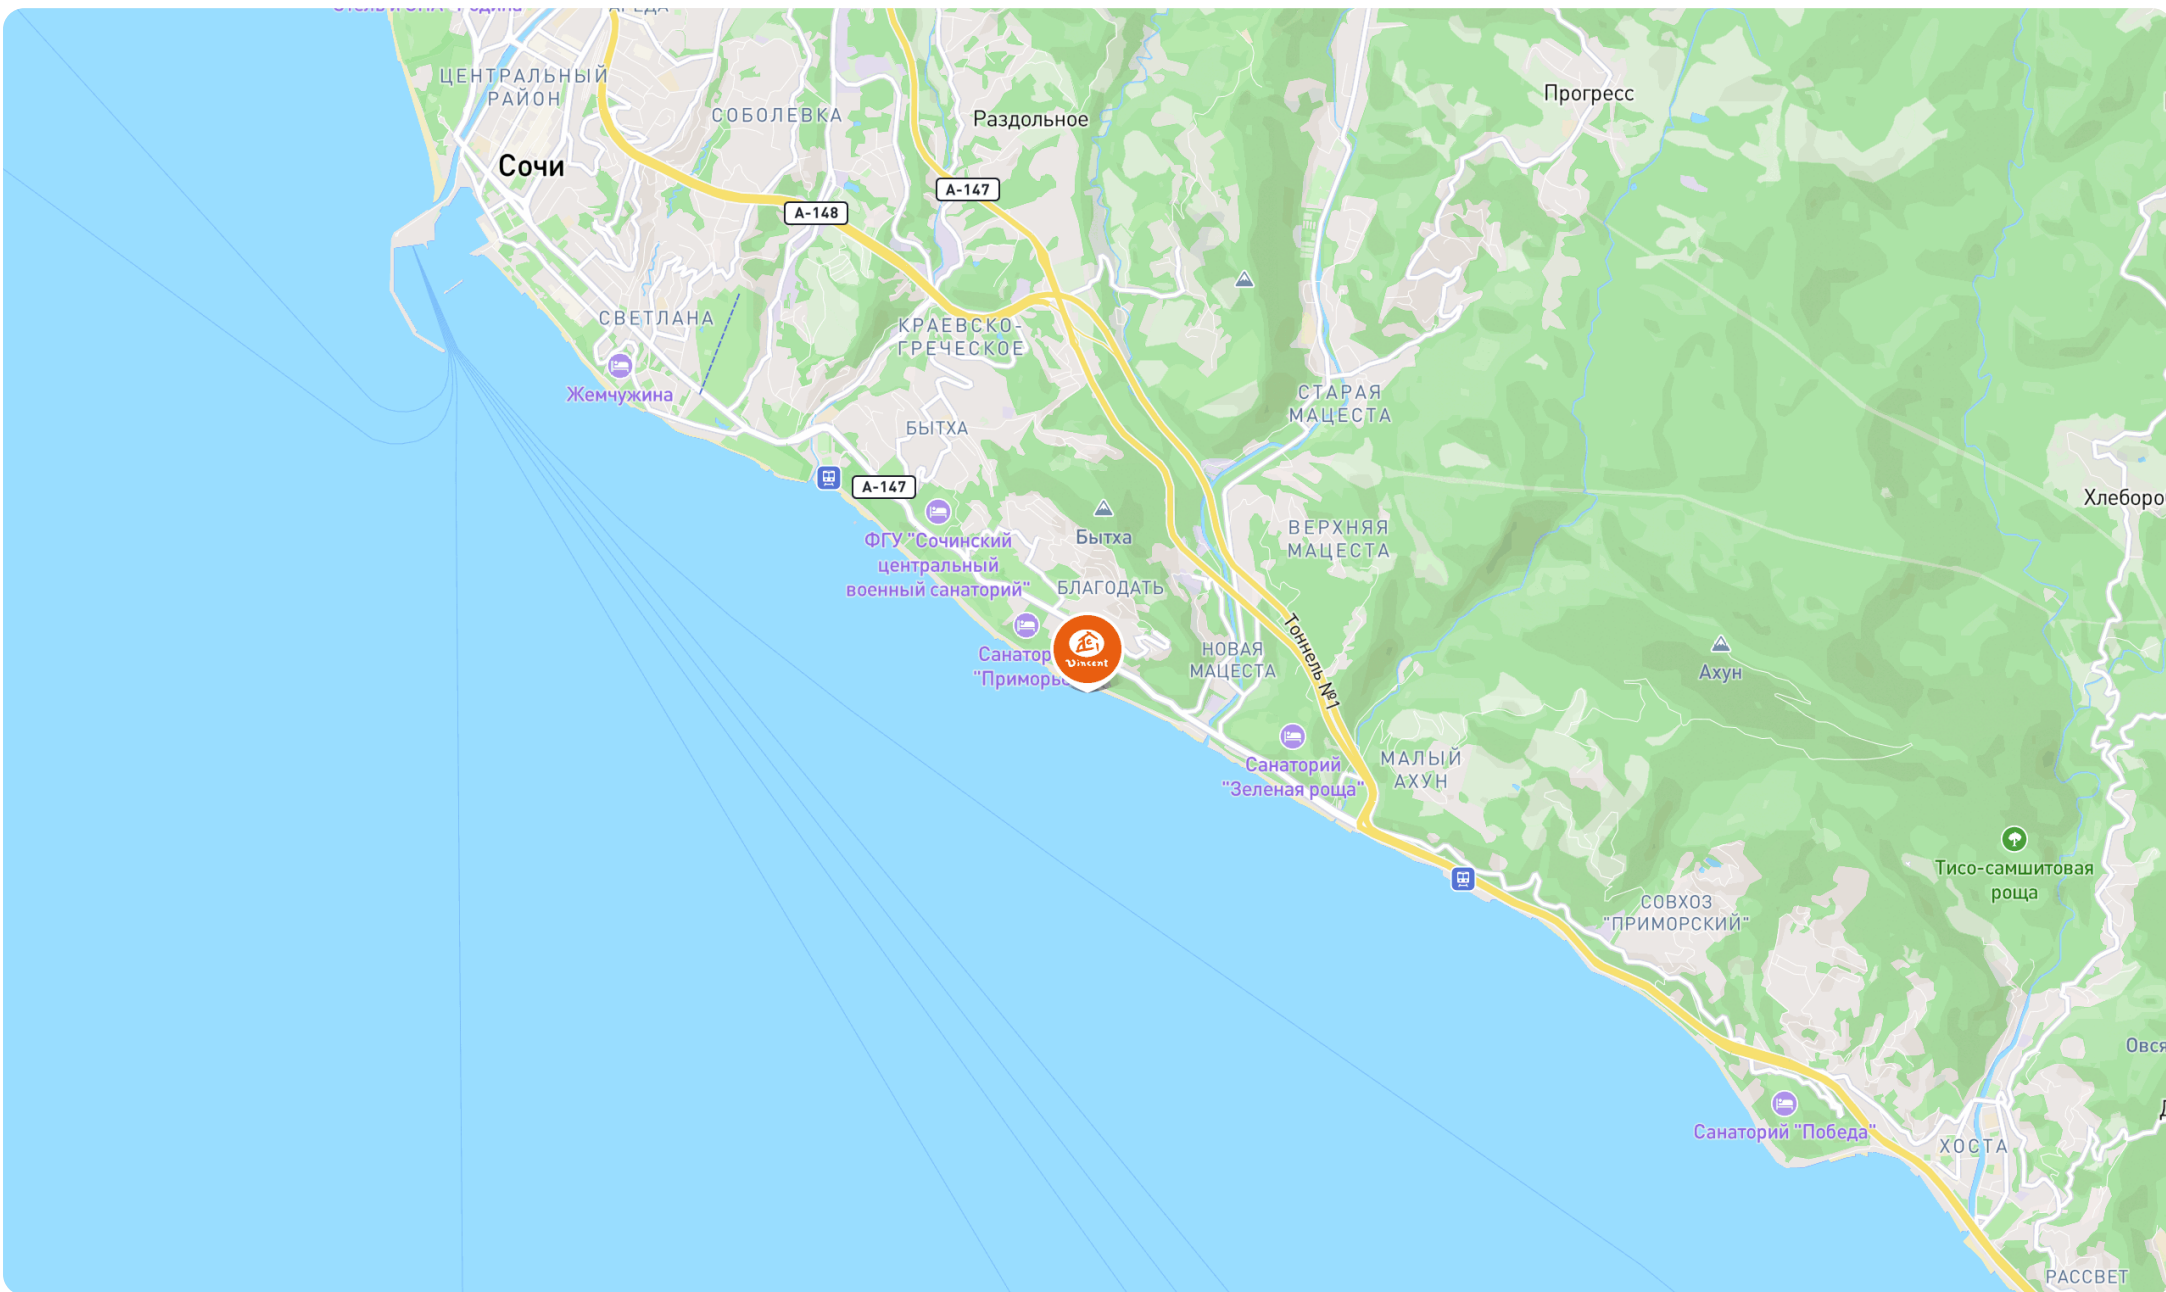 ЦЕНТРАЛЬНЫЙ
РАЙОН
СОБОЛЕВКА
Раздольное
Прогресс
Сочи
А-147
А-148
СВЕТЛАНА
КРАЕВСКО-
ГРЕЧЕСКОЕ
Жемчужина
СТАРАЯ
МАЦЕСТА
БЫТХА
А-147
Хлеборо
ФГУ "Сочинский
центральный
военный санаторий"
Бытха
ВЕРХНЯЯ
МАЦЕСТА
БЛАГОДАТЬ
Тоннель №1
Vincent
Санатор
"Приморь
НОВАЯ
МАЦЕСТА
Ахун
Санаторий
"Зеленая роща"
МАЛЫЙ
АХУН
Тисо-самшитовая
роща
СОВХОЗ
"ПРИМОРСКИЙ"
Овся
Санаторий "Победа"
ХОСТА
РАССВЕТ